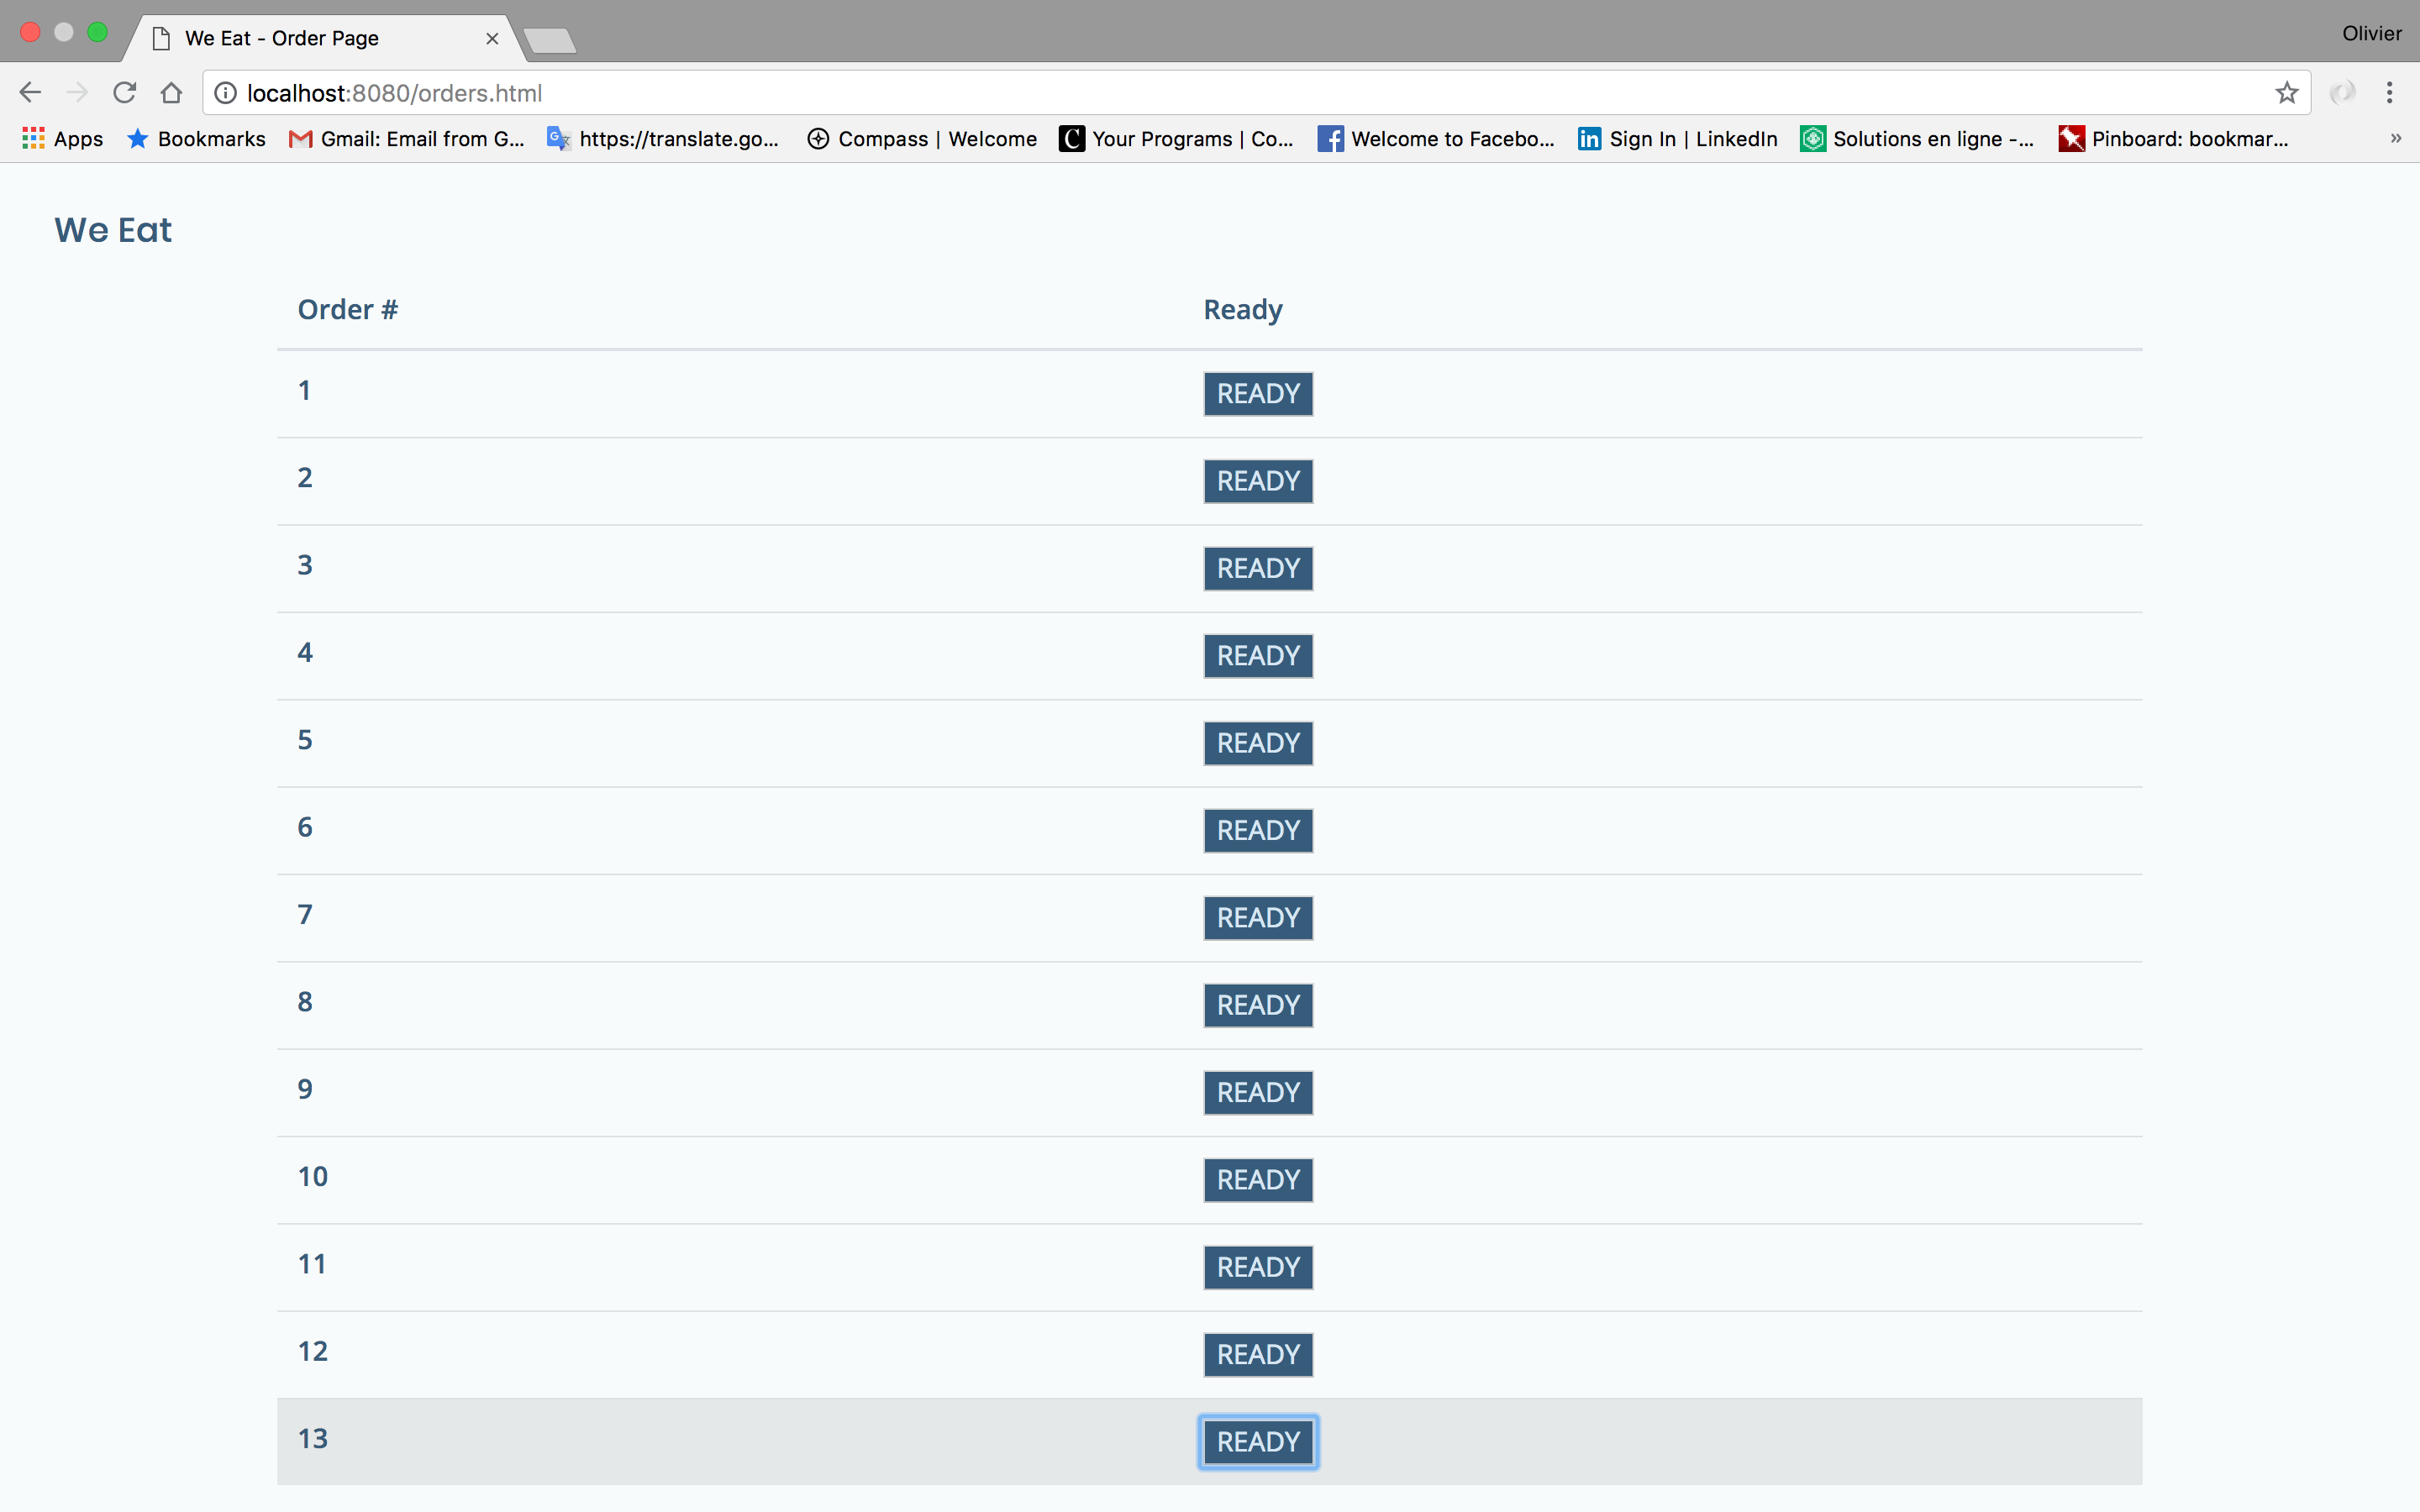 We Eat - Order Page
Olivier
localhost:8080/orders.html
Apps Bookmarks Gmail: Email from G... https://translate.go... Compass | Welcome Your Programs | Co... Welcome to Facebo... Sign In | LinkedIn Solutions en ligne -... Pinboard: bookmar... »
We Eat
Order # Ready
1 READY
2 READY
3 READY
4 READY
5 READY
6 READY
7 READY
8 READY
9 READY
10 READY
11 READY
12 READY
13 READY